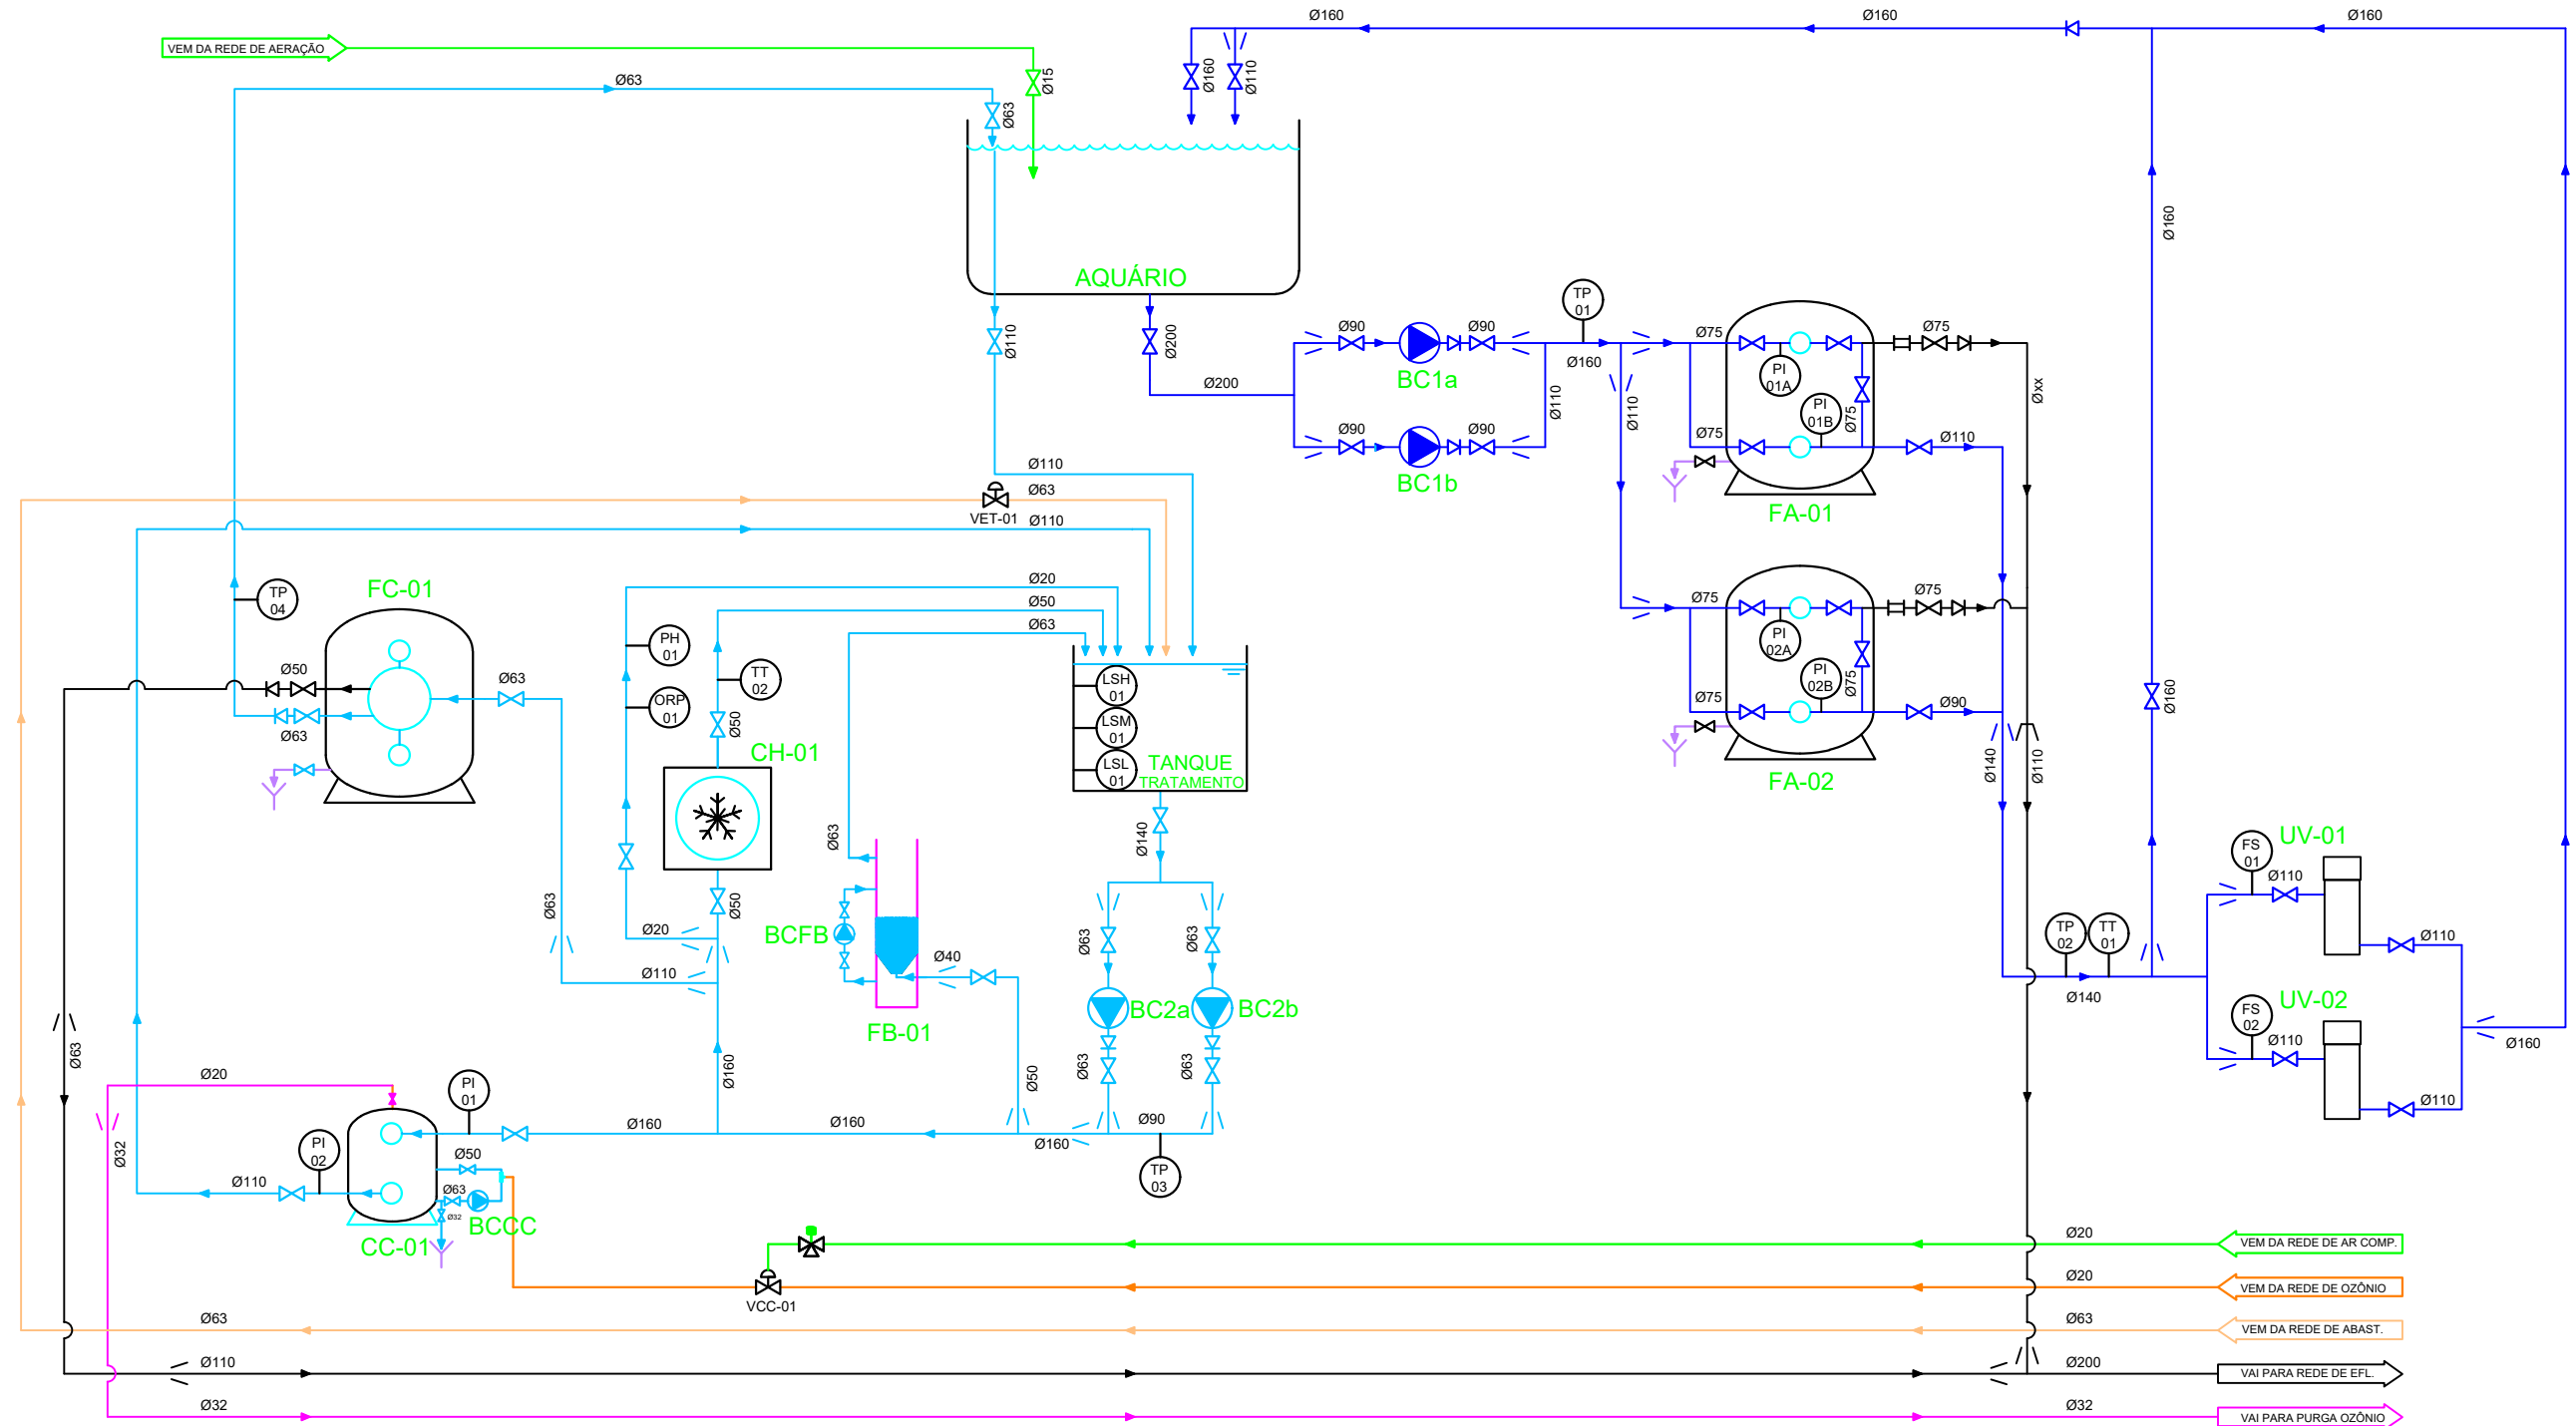 Ø160
Ø160
Ø160
VEM DA REDE DE AERAÇÃO
Ø63
Ø15
Ø63
Ø160
Ø110
AQUÁRIO
Ø110
Ø200
Ø200
Ø90
Ø90
BC1a
Ø90
Ø90
BC1b
Ø110
TP
01
Ø160
Ø110
Ø75
Ø75
PI
01A
PI
01B
Ø75
Ø75
Ø110
FA-01
Øxx
Ø160
Ø110
Ø63
VET-01
Ø110
Ø20
Ø50
Ø63
TP
04
FC-01
Ø50
Ø63
Ø63
PH
01
ORP
01
TT
02
Ø50
CH-01
Ø50
LSH
01
LSM
01
LSL
01
TANQUE
TRATAMENTO
Ø75
Ø75
PI
02A
PI
02B
Ø75
Ø75
Ø90
FA-02
Ø140
Ø110
Ø160
Ø63
Ø20
Ø110
Ø63
BCFB
FB-01
Ø40
Ø50
Ø140
Ø63
Ø63
BC2a
BC2b
Ø63
Ø63
Ø90
Ø160
TP
03
Ø160
Ø160
Ø160
TP
02
TT
01
Ø140
FS
01
Ø110
UV-01
Ø110
FS
02
Ø110
UV-02
Ø110
Ø160
Ø63
Ø20
Ø32
PI
01
PI
02
Ø110
Ø50
Ø63
Ø32
BCCC
CC-01
VCC-01
Ø20
VEM DA REDE DE AR COMP.
Ø20
VEM DA REDE DE OZÔNIO
Ø63
Ø63
VEM DA REDE DE ABAST.
Ø110
Ø200
VAI PARA REDE DE EFL.
Ø32
Ø32
VAI PARA PURGA OZÔNIO